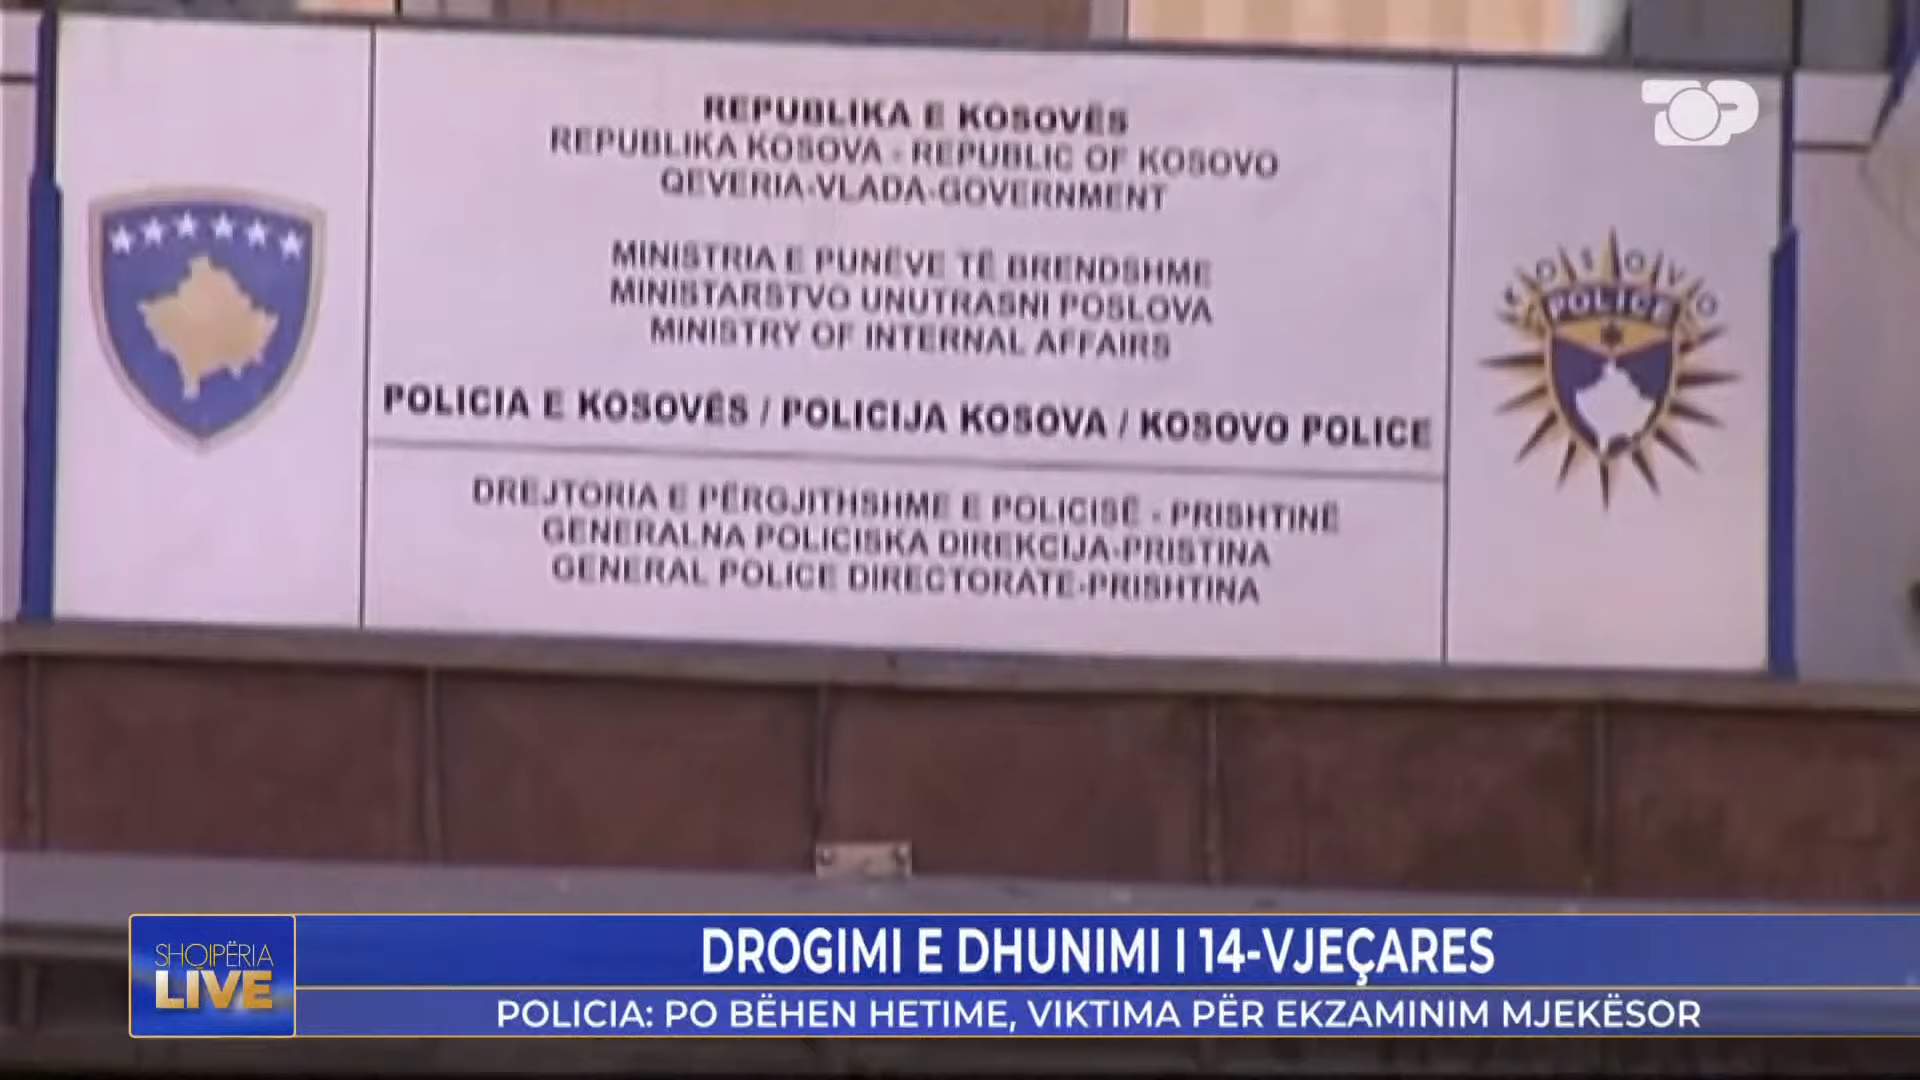 TOP
REPUBLIKA E KOSOVËS
REPUBLIKA KOSOVA - REPUBLIC OF KOSOVO
QEVERIA-VLADA-GOVERNMENT
MINISTRIA E PUNËVE TË BRENDSHME
MINISTARSTVO UNUTRASNI POSLOVA
MINISTRY OF INTERNAL AFFAIRS
POLICIA E KOSOVËS / POLICIJA KOSOVA / KOSOVO POLICE
DREJTORIA E PËRGJITHSHME E POLICISË - PRISHTINË
GENERALNA POLICISKA DIREKCIJA-PRISTINA
GENERAL POLICE DIRECTORATE-PRISHTINA
KOSOVO
POLICE
SHQIPËRIA
LIVE
DROGIMI E DHUNIMI I 14-VJEÇARES
POLICIA: PO BËHEN HETIME, VIKTIMA PËR EKZAMINIM MJEKËSOR